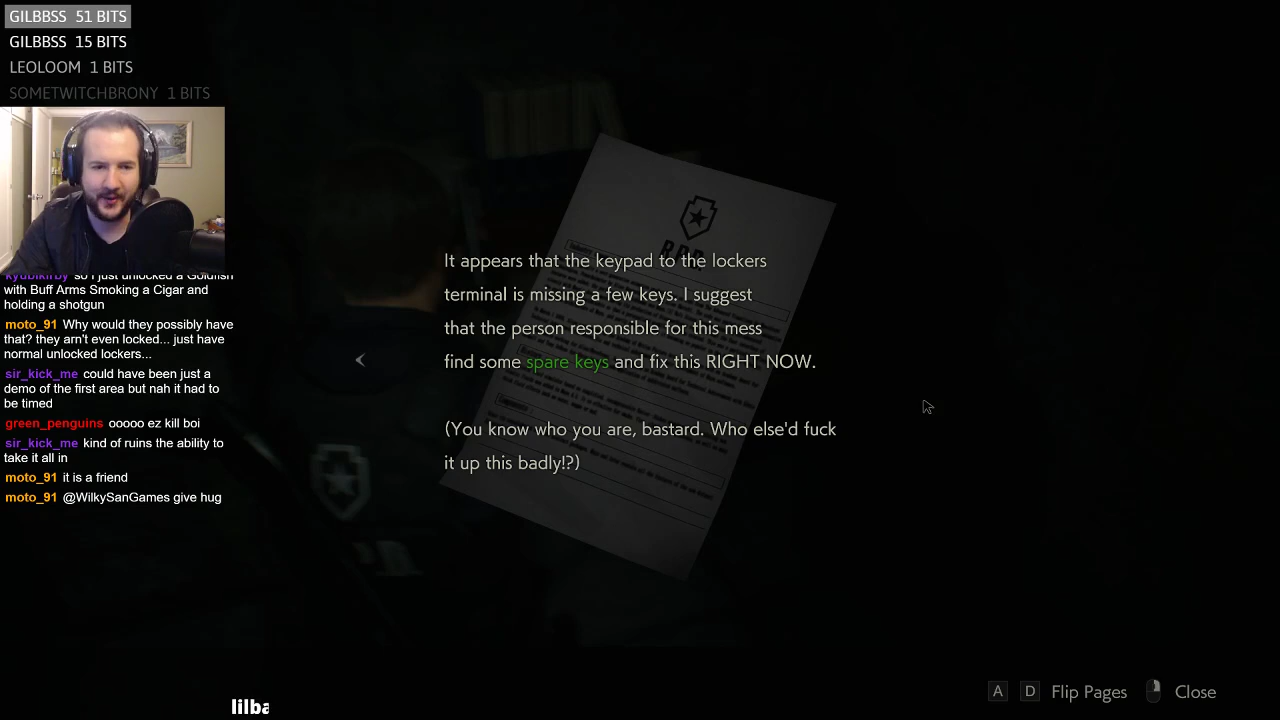 GILBBSS 51 BITS
GILBBSS 15 BITS
LEOLOOM 1 BITS
SOMETWITCHBRONY 1 BITS
kyubikirby so I just unlocked a Goldfish
with Buff Arms Smoking a Cigar and
holding a shotgun
moto_91 Why would they possibly have
that? they arn't even locked... just have
normal unlocked lockers...
sir_kick_me could have been just a
demo of the first area but nah it had to
be timed
green_penguins ooooo ez kill boi
sir_kick_me kind of ruins the ability to
take it all in
moto_91 it is a friend
moto_91 @WilkySanGames give hug
R.P.D.
It appears that the keypad to the lockers
terminal is missing a few keys. I suggest
that the person responsible for this mess
find some spare keys and fix this RIGHT NOW.
(You know who you are, bastard. Who else'd fuck
it up this badly!?)
A D Flip Pages Close
lilba